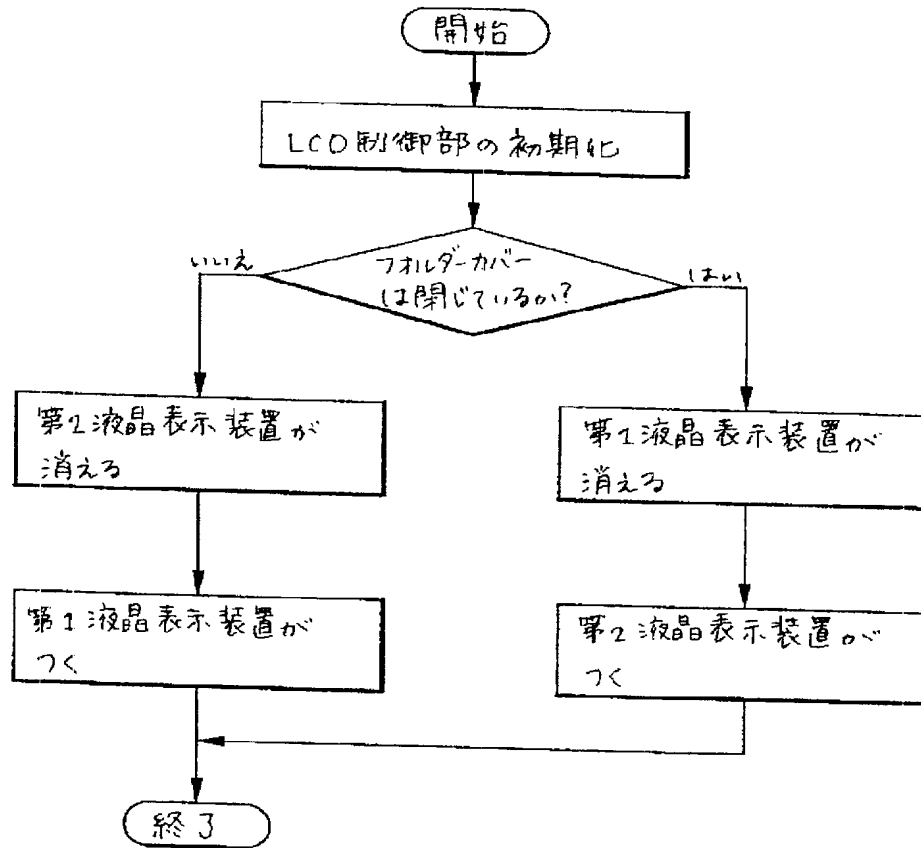 開始
LCD制御部の初期化
フォルダーカバー
は閉じているか?
いいえ
はい
第2液晶表示装置が
消える
第1液晶表示装置が
消える
第1液晶表示装置が
つく
第2液晶表示装置が
つく
終了